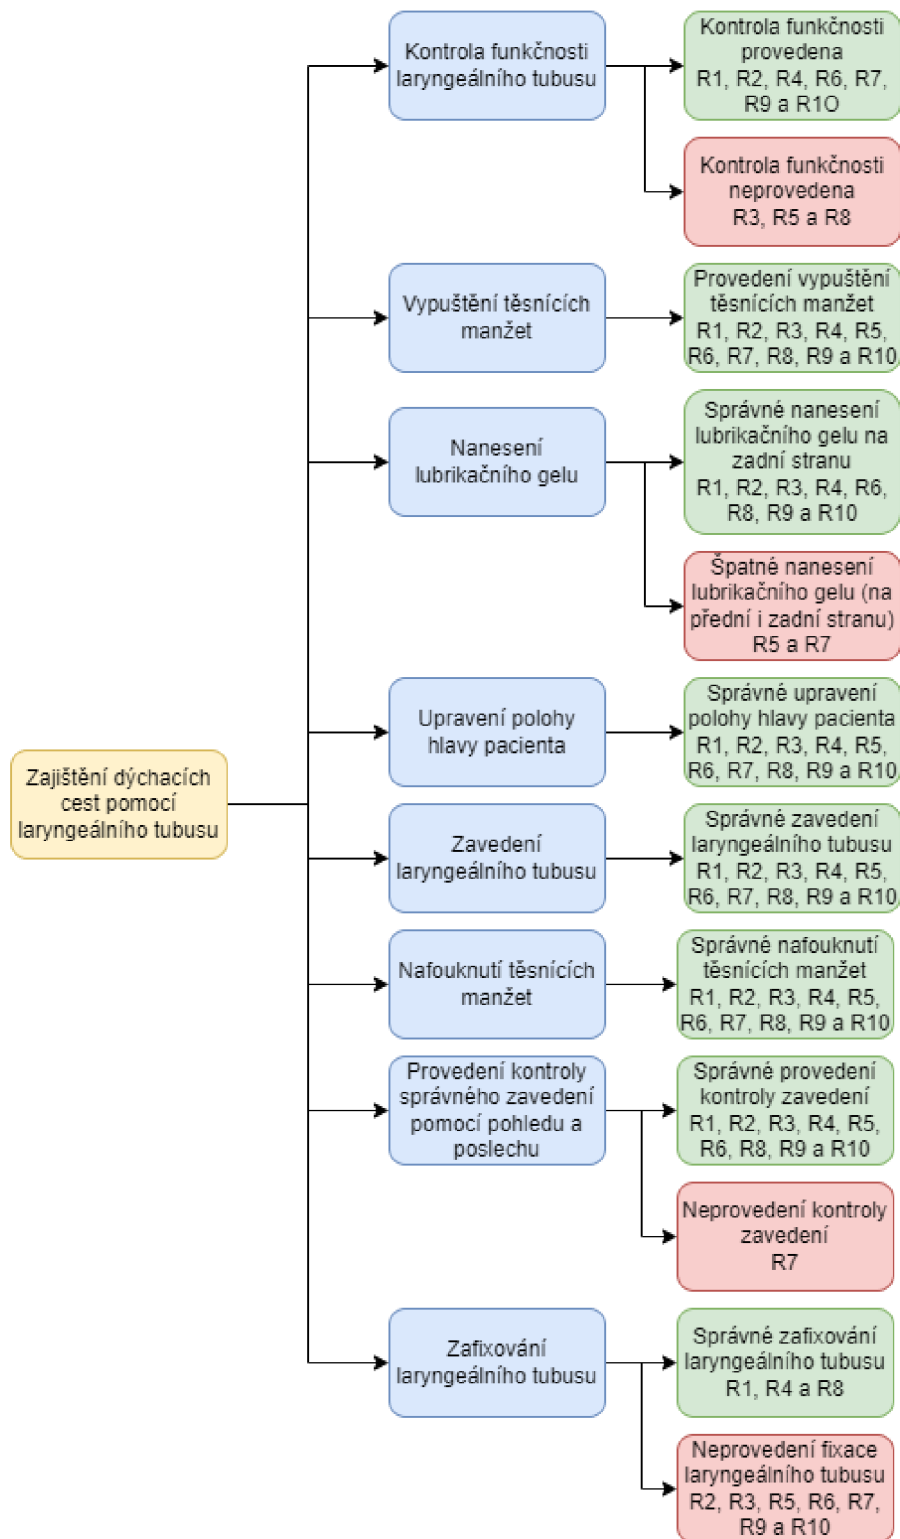 Kontrola funkčnosti
laryngeálního tubusu
Kontrola funkčnosti
provedena
R1, R2, R4, R6, R7,
R9 a R1O
Kontrola funkčnosti
neprovedena
R3, R5 a R8
Vypuštění těsnících
manžet
Provedení vypuštění
těsnících manžet
R1, R2, R3, R4, R5,
R6, R7, R8, R9 a R10
Nanesení
lubrikačního gelu
Správné nanesení
lubrikačního gelu na
zadní stranu
R1, R2, R3, R4, R6,
R8, R9 a R10
Špatné nanesení
lubrikačního gelu (na
přední i zadní stranu)
R5 a R7
Upravení polohy
hlavy pacienta
Správné upravení
polohy hlavy pacienta
R1, R2, R3, R4, R5,
R6, R7, R8, R9 a R10
Zajištění dýchacích
cest pomocí
laryngeálního tubusu
Zavedení
laryngeálního tubusu
Správné zavedení
laryngeálního tubusu
R1, R2, R3, R4, R5,
R6, R7, R8, R9 a R10
Nafouknutí těsnících
manžet
Správné nafouknutí
těsnících manžet
R1, R2, R3, R4, R5,
R6, R7, R8, R9 a R10
Provedení kontroly
správného zavedení
pomocí pohledu a
poslechu
Správné provedení
kontroly zavedení
R1, R2, R3, R4, R5,
R6, R8, R9 a R10
Neprovedení kontroly
zavedení
R7
Zafixování
laryngeálního tubusu
Správné zafixování
laryngeálního tubusu
R1, R4 a R8
Neprovedení fixace
laryngeálního tubusu
R2, R3, R5, R6, R7,
R9 a R10